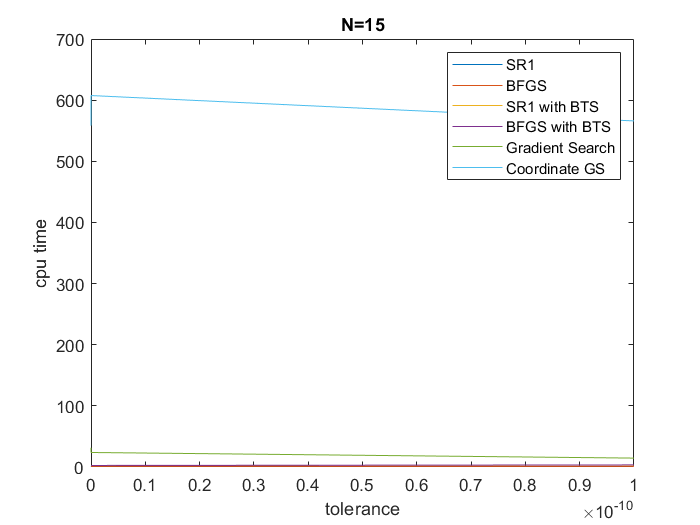 N=15
700
600
500
400
300
200
100
0
cpu time
SR1
BFGS
SR1 with BTS
BFGS with BTS
Gradient Search
Coordinate GS
0 0.1 0.2 0.3 0.4 0.5 0.6 0.7 0.8 0.9 1
tolerance
×10⁻¹⁰